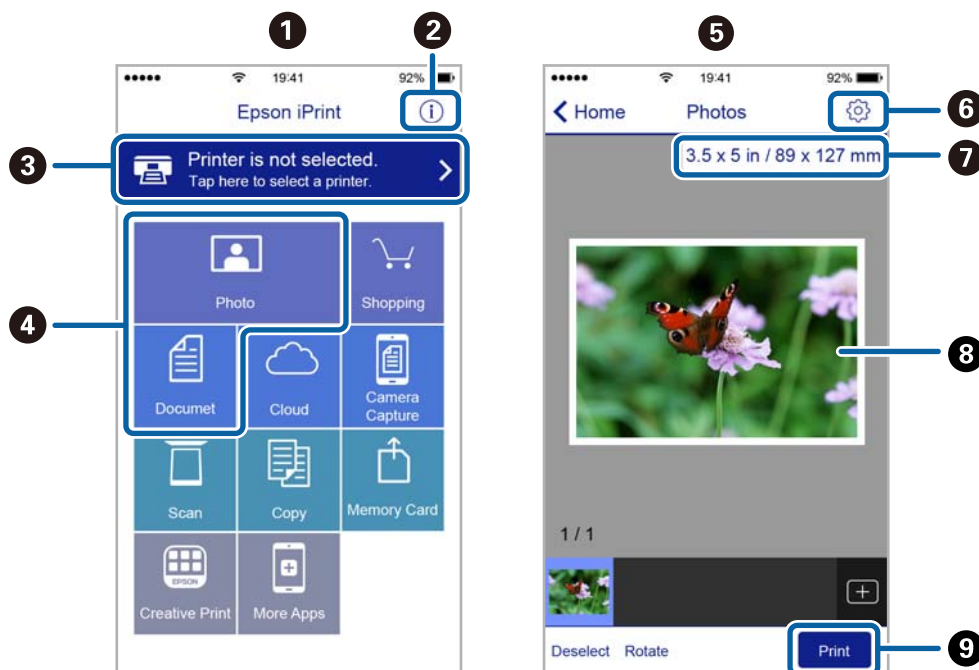 1
2
5
19:41
92%
19:41
92%
Epson iPrint
i
Home
Photos
6
3
Printer is not selected.
Tap here to select a printer.
3.5 x 5 in / 89 x 127 mm
7
4
Photo
Shopping
8
Documet
Cloud
Camera
Capture
Scan
Copy
Memory Card
1 / 1
EPSON
Creative Print
More Apps
Deselect
Rotate
Print
9